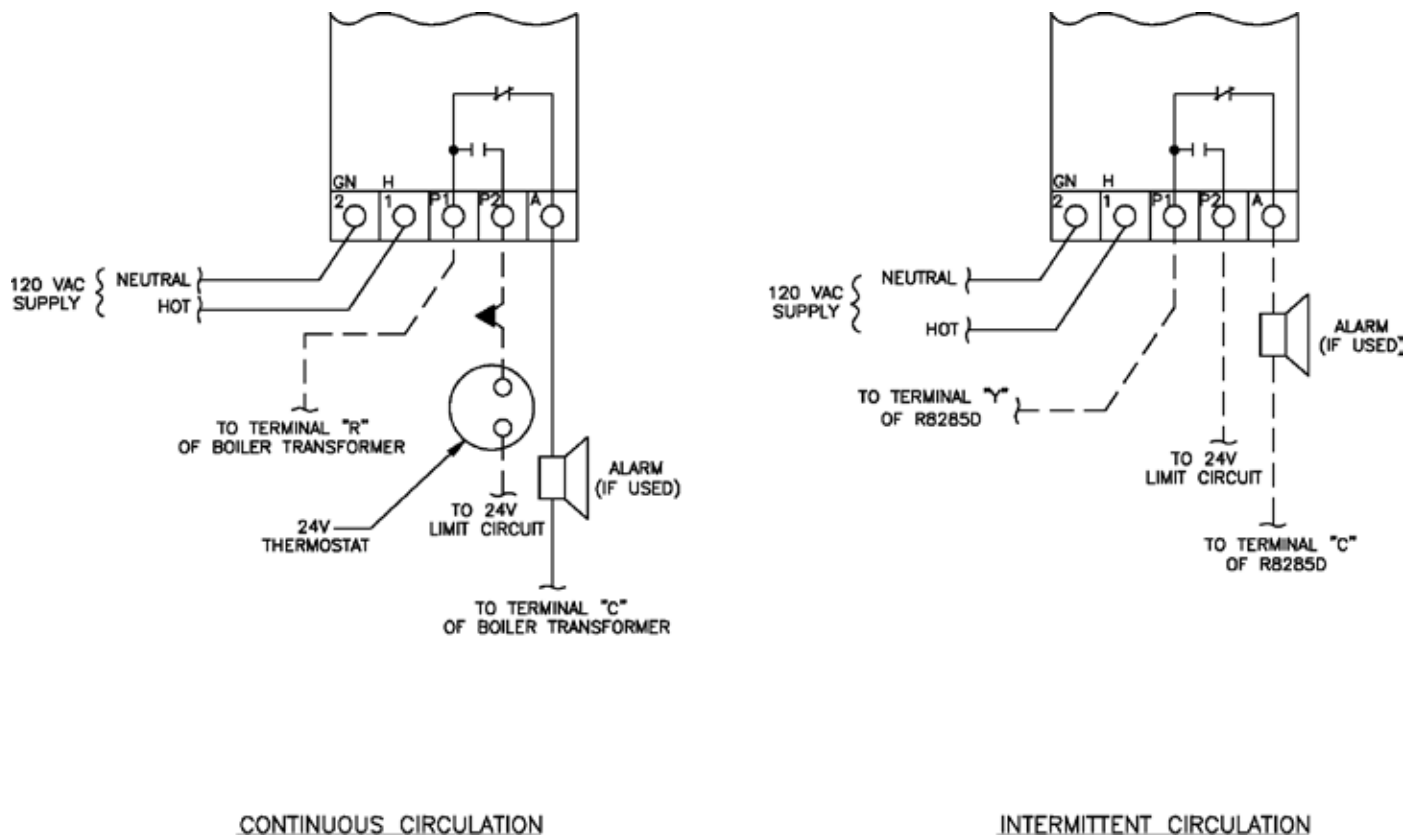 GN H
2 1 P1 P2 A
120 VAC
SUPPLY
NEUTRAL
HOT
TO TERMINAL "R"
OF BOILER TRANSFORMER
24V
THERMOSTAT
TO 24V
LIMIT CIRCUIT
ALARM
(IF USED)
TO TERMINAL "C"
OF BOILER TRANSFORMER
CONTINUOUS CIRCULATION
GN H
2 1 P1 P2 A
120 VAC
SUPPLY
NEUTRAL
HOT
TO TERMINAL "Y"
OF R8285D
TO 24V
LIMIT CIRCUIT
ALARM
(IF USED)
TO TERMINAL "C"
OF R8285D
INTERMITTENT CIRCULATION